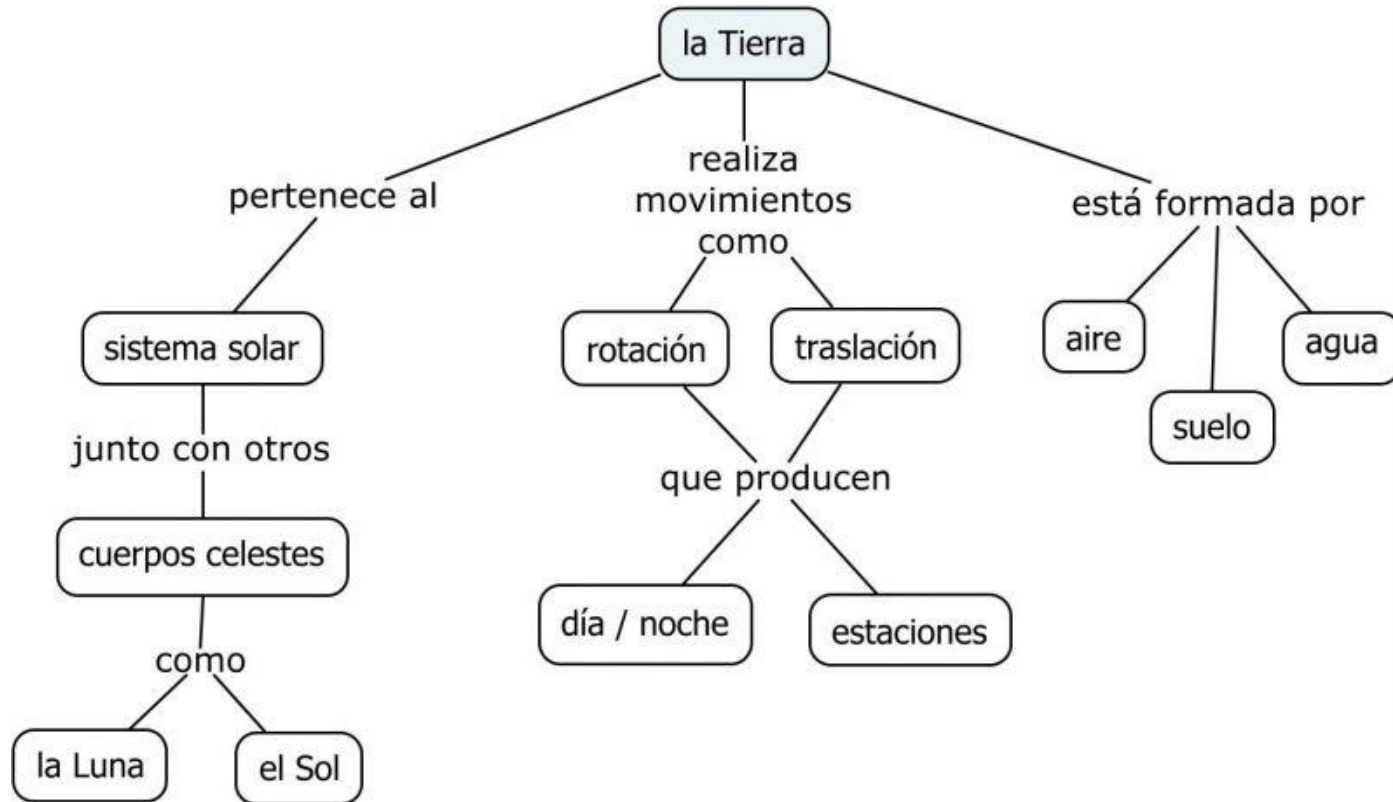 la Tierra
pertenece al
sistema solar
junto con otros
cuerpos celestes
como
la Luna
el Sol
realiza
movimientos
como
rotación
traslación
que producen
día / noche
estaciones
está formada por
aire
suelo
agua